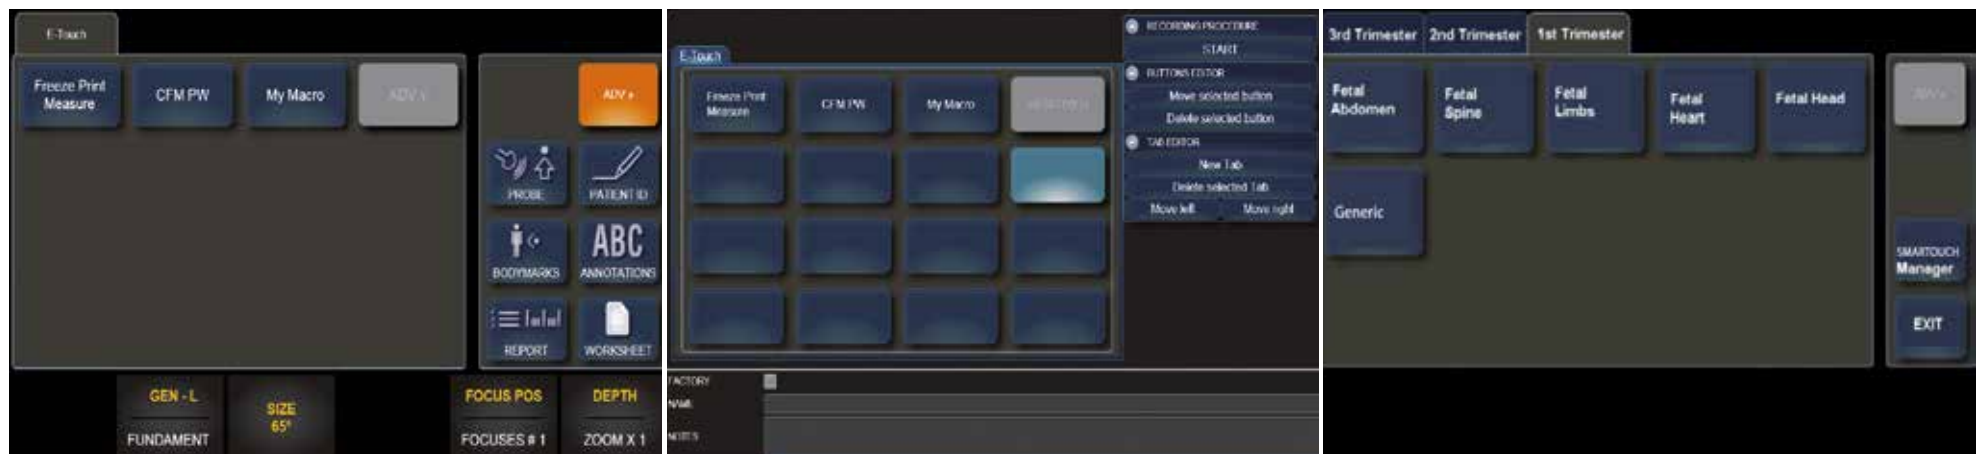 E-Touch
Freeze Print
Measure
CFM PW
My Macro
ADV
ADV
PROBE
PATIENT ID
BODYMARKS
ABC
ANNOTATIONS
REPORT
WORKSHEET
GEN - L
FUNDAMENT
SIZE
65°
FOCUS POS
FOCUSES # 1
DEPTH
ZOOM X 1
E-Touch
Freeze Print
Measure
CFM PW
My Macro
RECORDING PROCEDURE
START
BUTTONS EDITOR
Move selected button
Delete selected button
TAB EDITOR
New Tab
Delete selected Tab
Move left
Move right
FACTORY
NAME
NOTES
3rd Trimester
2nd Trimester
1st Trimester
Fetal
Abdomen
Fetal
Spine
Fetal
Limbs
Fetal
Heart
Fetal Head
Generic
SMARTOUCH
Manager
EXIT